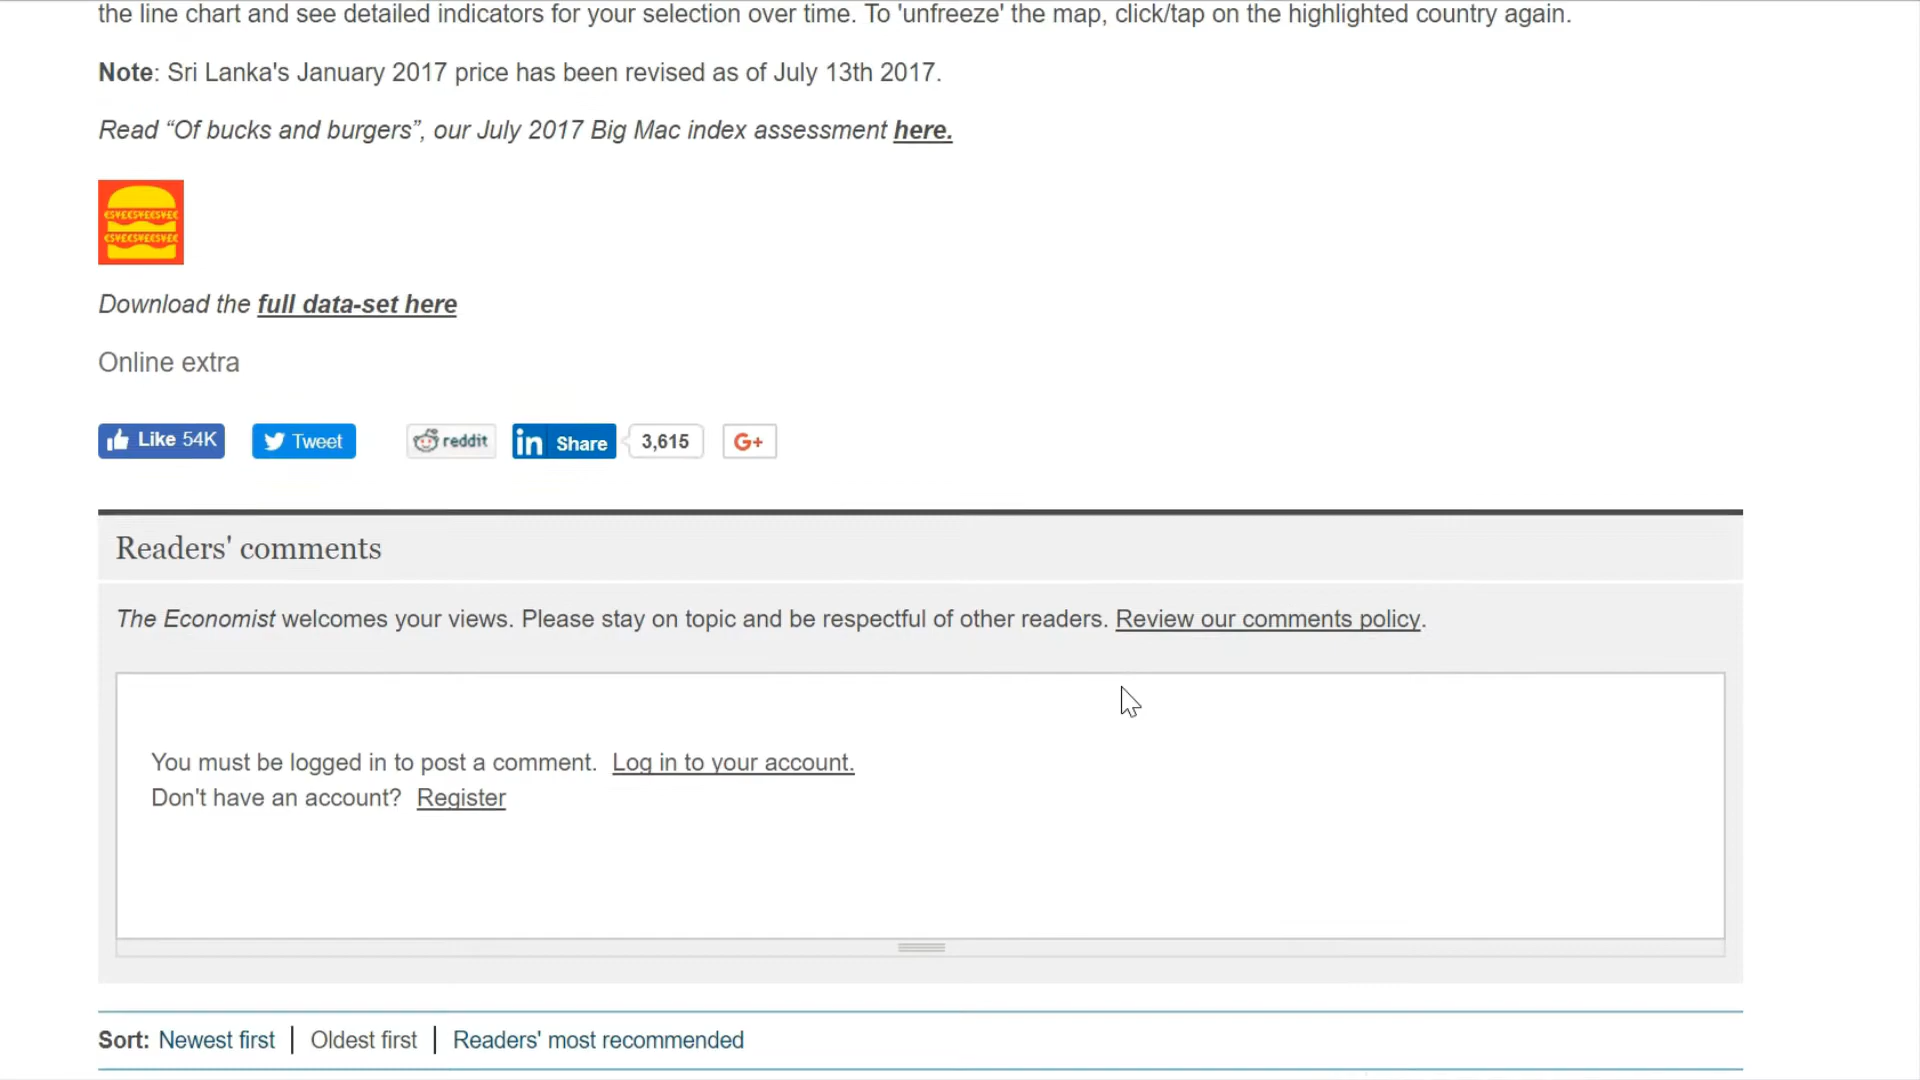 the line chart and see detailed indicators for your selection over time. To 'unfreeze' the map, click/tap on the highlighted country again.
Note: Sri Lanka's January 2017 price has been revised as of July 13th 2017.
Read “Of bucks and burgers”, our July 2017 Big Mac index assessment here.
Download the full data-set here
Online extra
Like 54K Tweet reddit in Share 3,615 G+
Readers' comments
The Economist welcomes your views. Please stay on topic and be respectful of other readers. Review our comments policy.
You must be logged in to post a comment. Log in to your account.
Don't have an account? Register
Sort: Newest first | Oldest first | Readers' most recommended